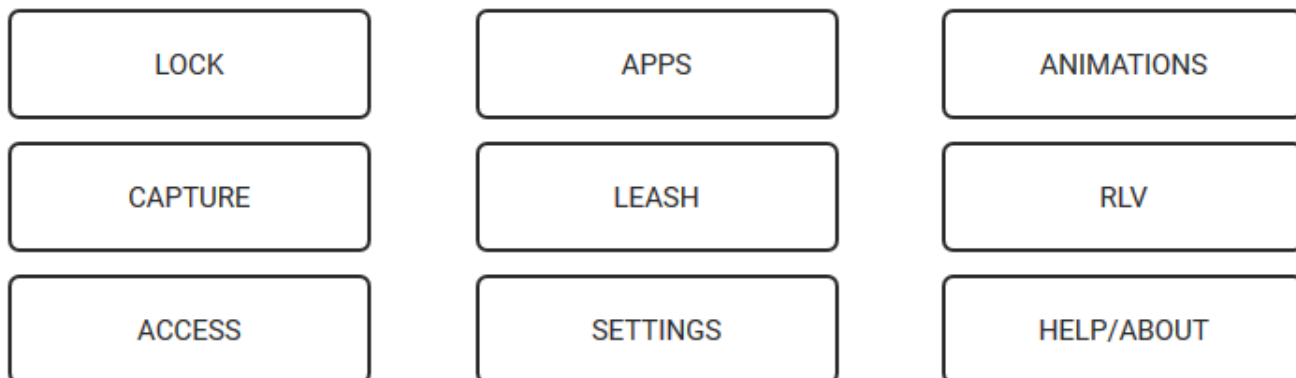 LOCK
APPS
ANIMATIONS
CAPTURE
LEASH
RLV
ACCESS
SETTINGS
HELP/ABOUT